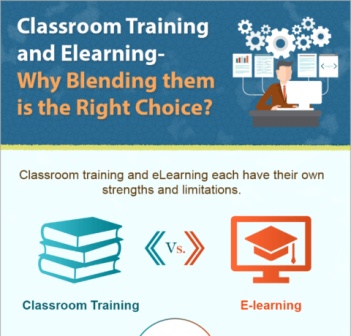 Classroom Training
and Elearning-
Why Blending them
is the Right Choice?
Classroom training and eLearning each have their own
strengths and limitations.
Vs.
Classroom Training
E-learning